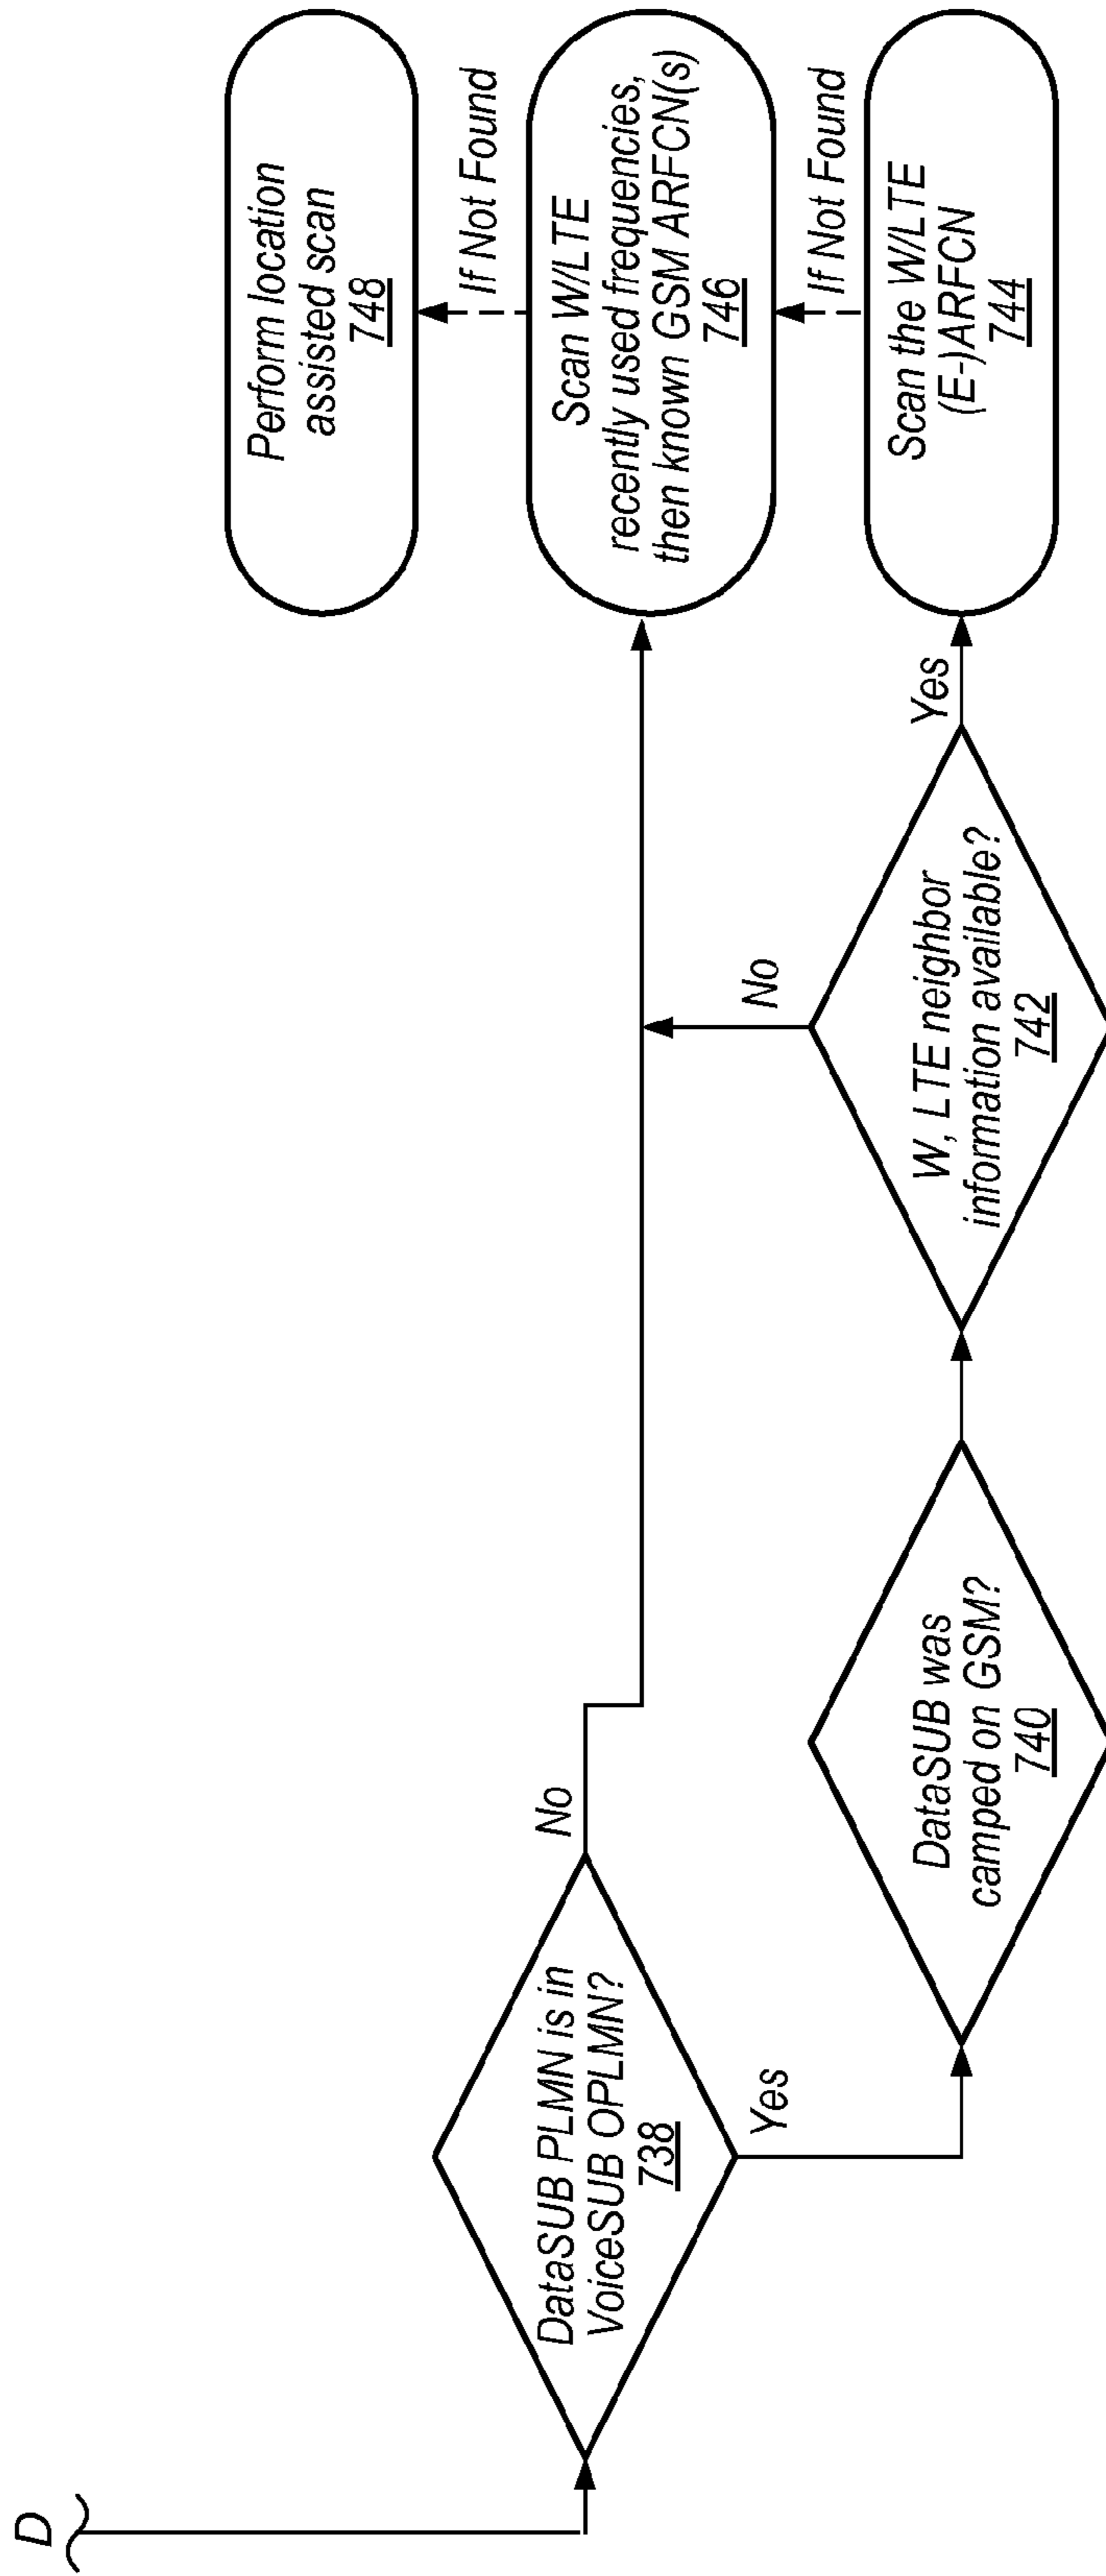 D
DataSUB PLMN is in
VoiceSUB OPLMN?
738
No
Yes
DataSUB was
camped on GSM?
740
W, LTE neighbor
information available?
742
No
Yes
Perform location
assisted scan
748
If Not Found
Scan W/LTE
recently used frequencies,
then known GSM ARFCN(s)
746
If Not Found
Scan the W/LTE
(E-)ARFCN
744